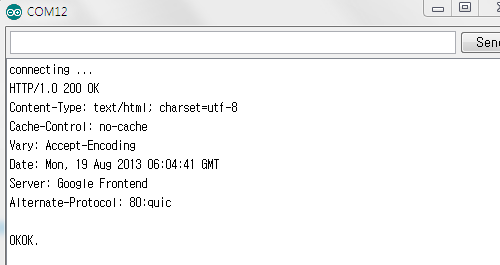 COM12
Send
connecting ...
HTTP/1.0 200 OK
Content-Type: text/html; charset=utf-8
Cache-Control: no-cache
Vary: Accept-Encoding
Date: Mon, 19 Aug 2013 06:04:41 GMT
Server: Google Frontend
Alternate-Protocol: 80:quic
OKOK.